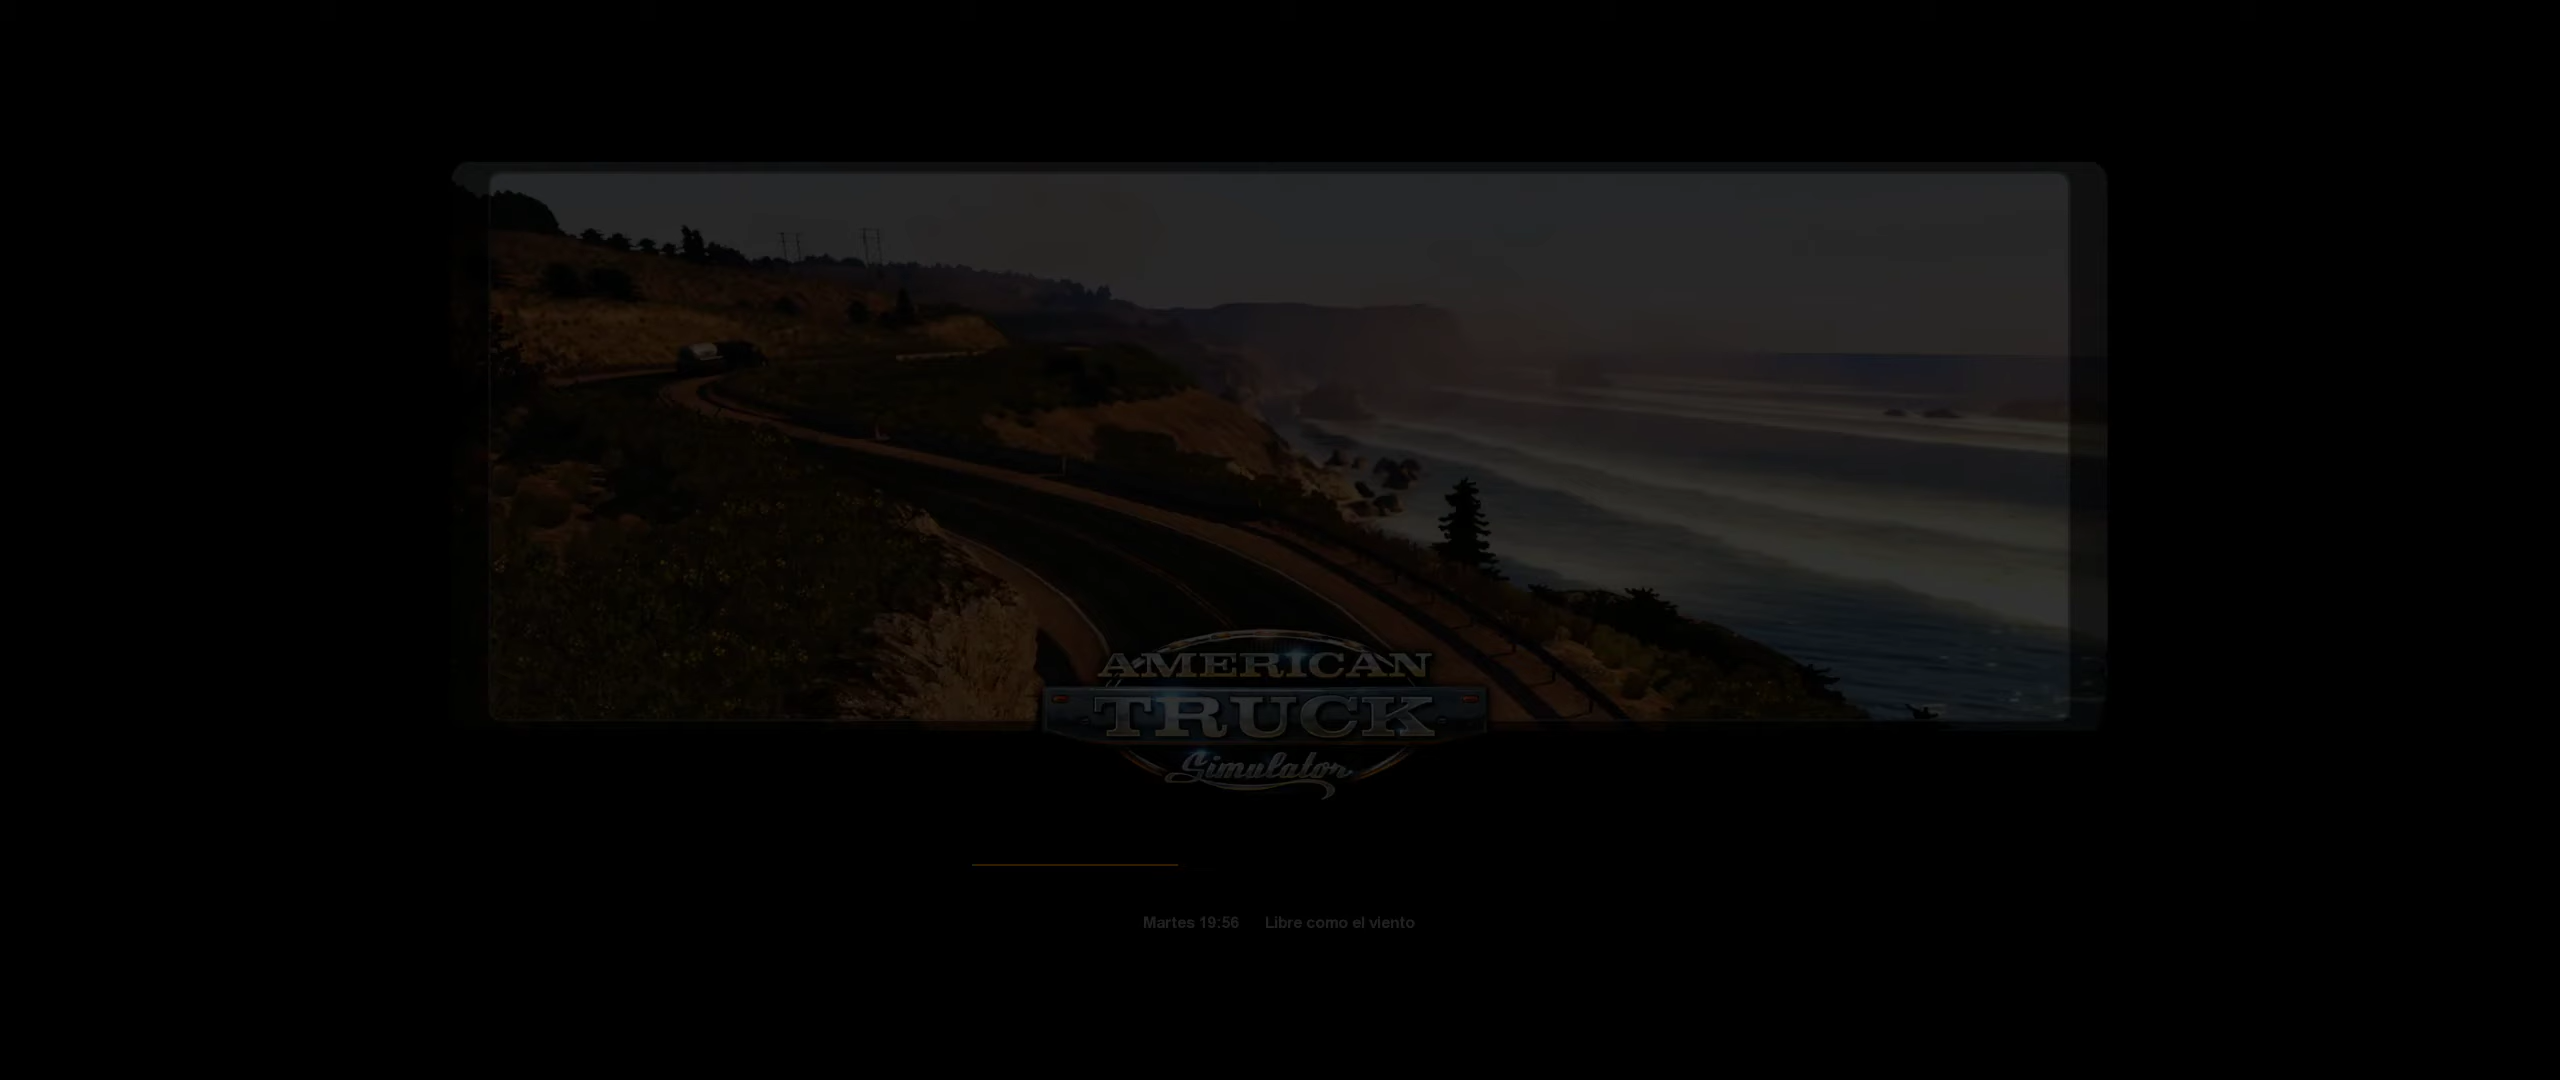 AMERICAN
TRUCK
Simulator
Martes 19:56 Libre como el viento